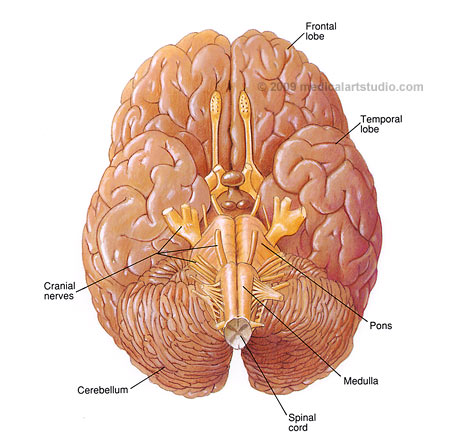 Frontal
lobe
© 2009 medicalartstudio.com
Temporal
lobe
Cranial
nerves
Pons
Medulla
Cerebellum
Spinal
cord